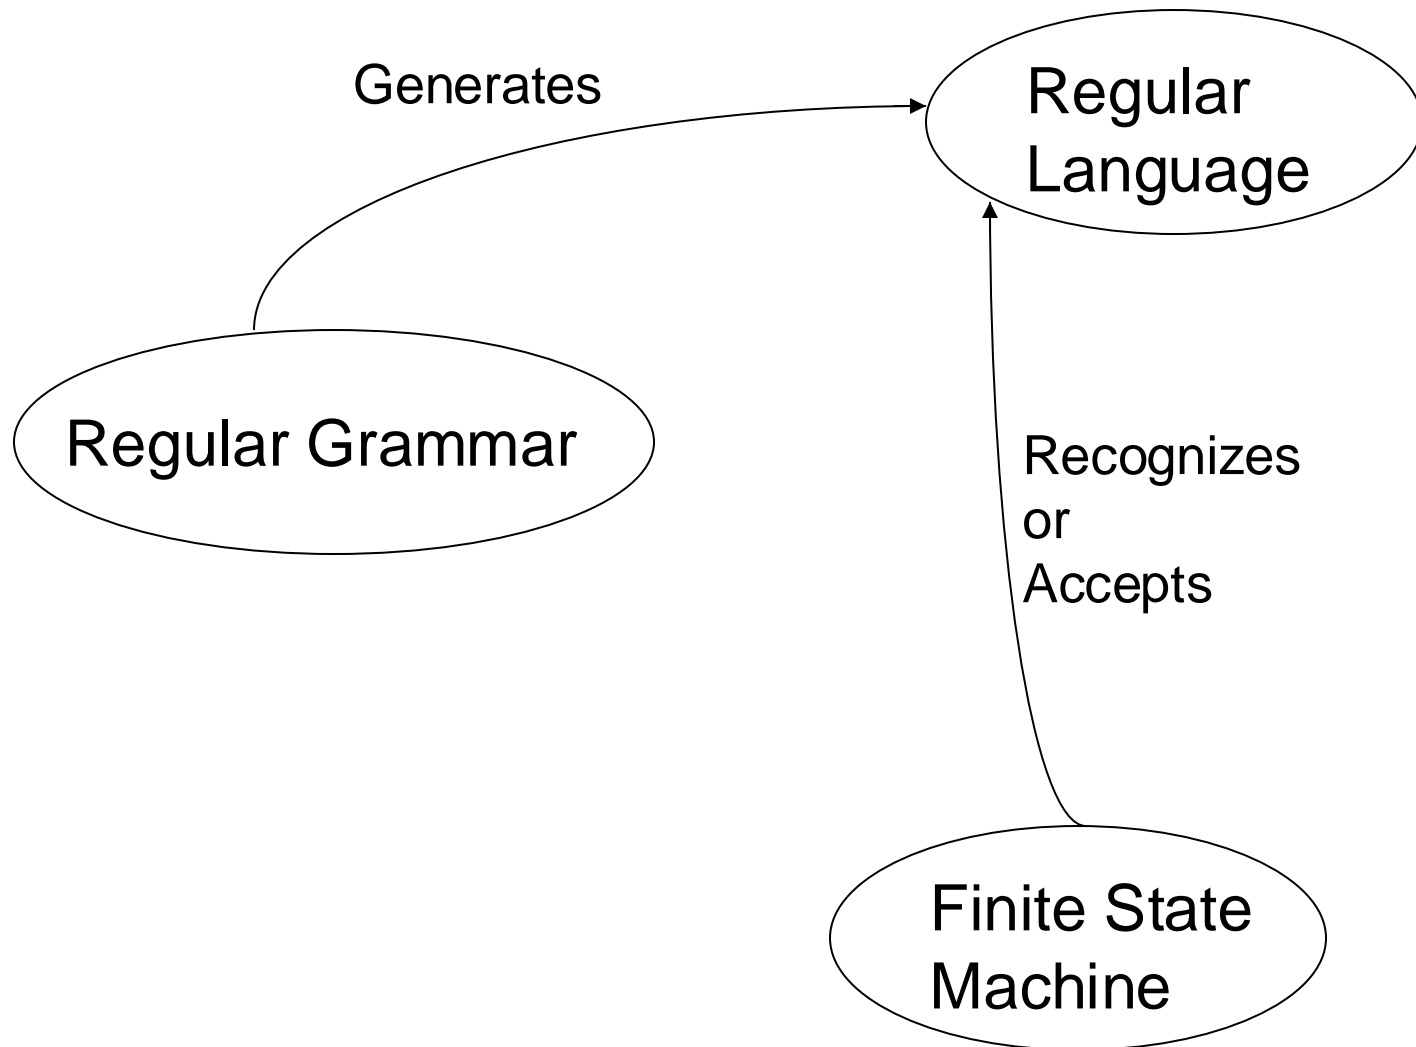 Generates
Regular
Language
Regular Grammar
Recognizes
or
Accepts
Finite State
Machine